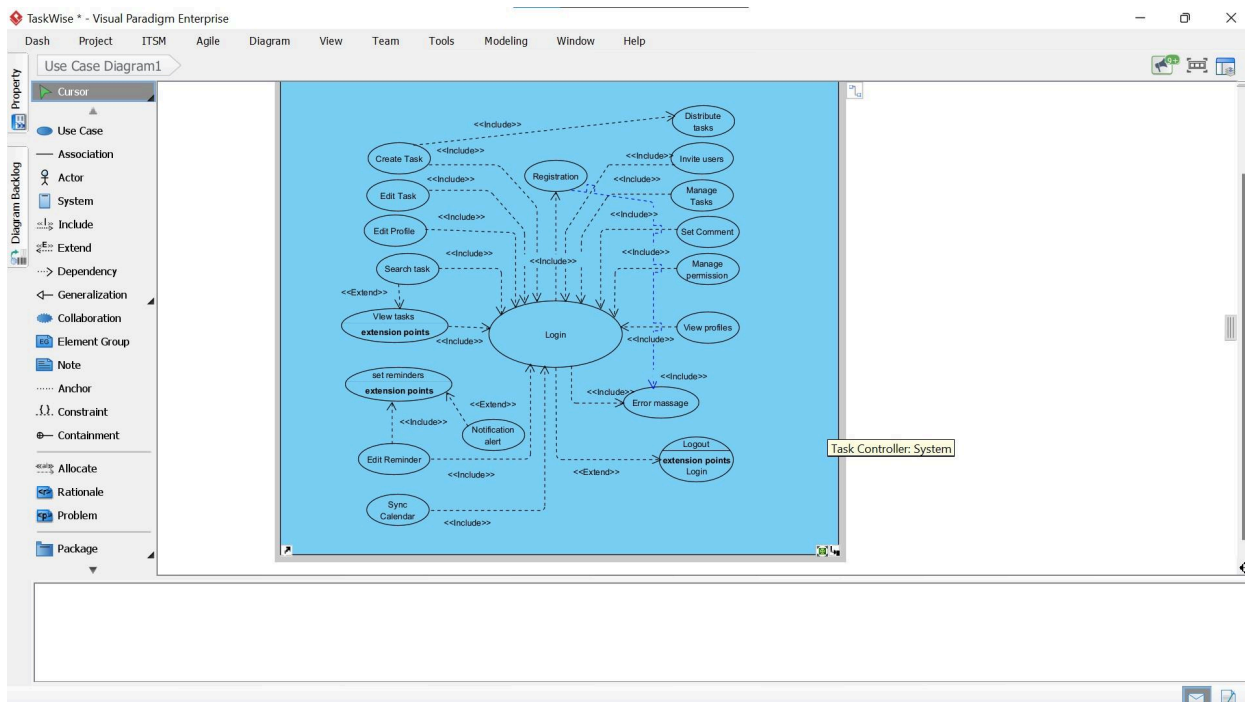 TaskWise * - Visual Paradigm Enterprise
Dash Project ITSM Agile Diagram View Team Tools Modeling Window Help
Use Case Diagram1
9+
Property
Diagram Backlog
Cursor
Use Case
Association
Actor
System
Include
Extend
Dependency
Generalization
Collaboration
Element Group
Note
Anchor
Constraint
Containment
Allocate
Rationale
Problem
Package
Distribute
tasks
<<Include>>
Create Task
<<Include>>
<<Include>>
Invite users
Registration
<<Include>>
<<Include>>
Edit Task
Manage
Tasks
<<Include>>
<<Include>>
Edit Profile
Set Comment
<<Include>>
<<Include>>
<<Include>>
Search task
Manage
permission
<<Extend>>
VIew tasks
extension points
<<Include>>
Login
View profiles
<<Include>>
set reminders
extension points
<<Include>>
<<Include>>
Error massage
<<Extend>>
<<Include>>
Notification
alert
Edit Reminder
<<Include>>
Logout
extension points
Login
<<Extend>>
Task Controller: System
Sync
Calendar
<<Include>>